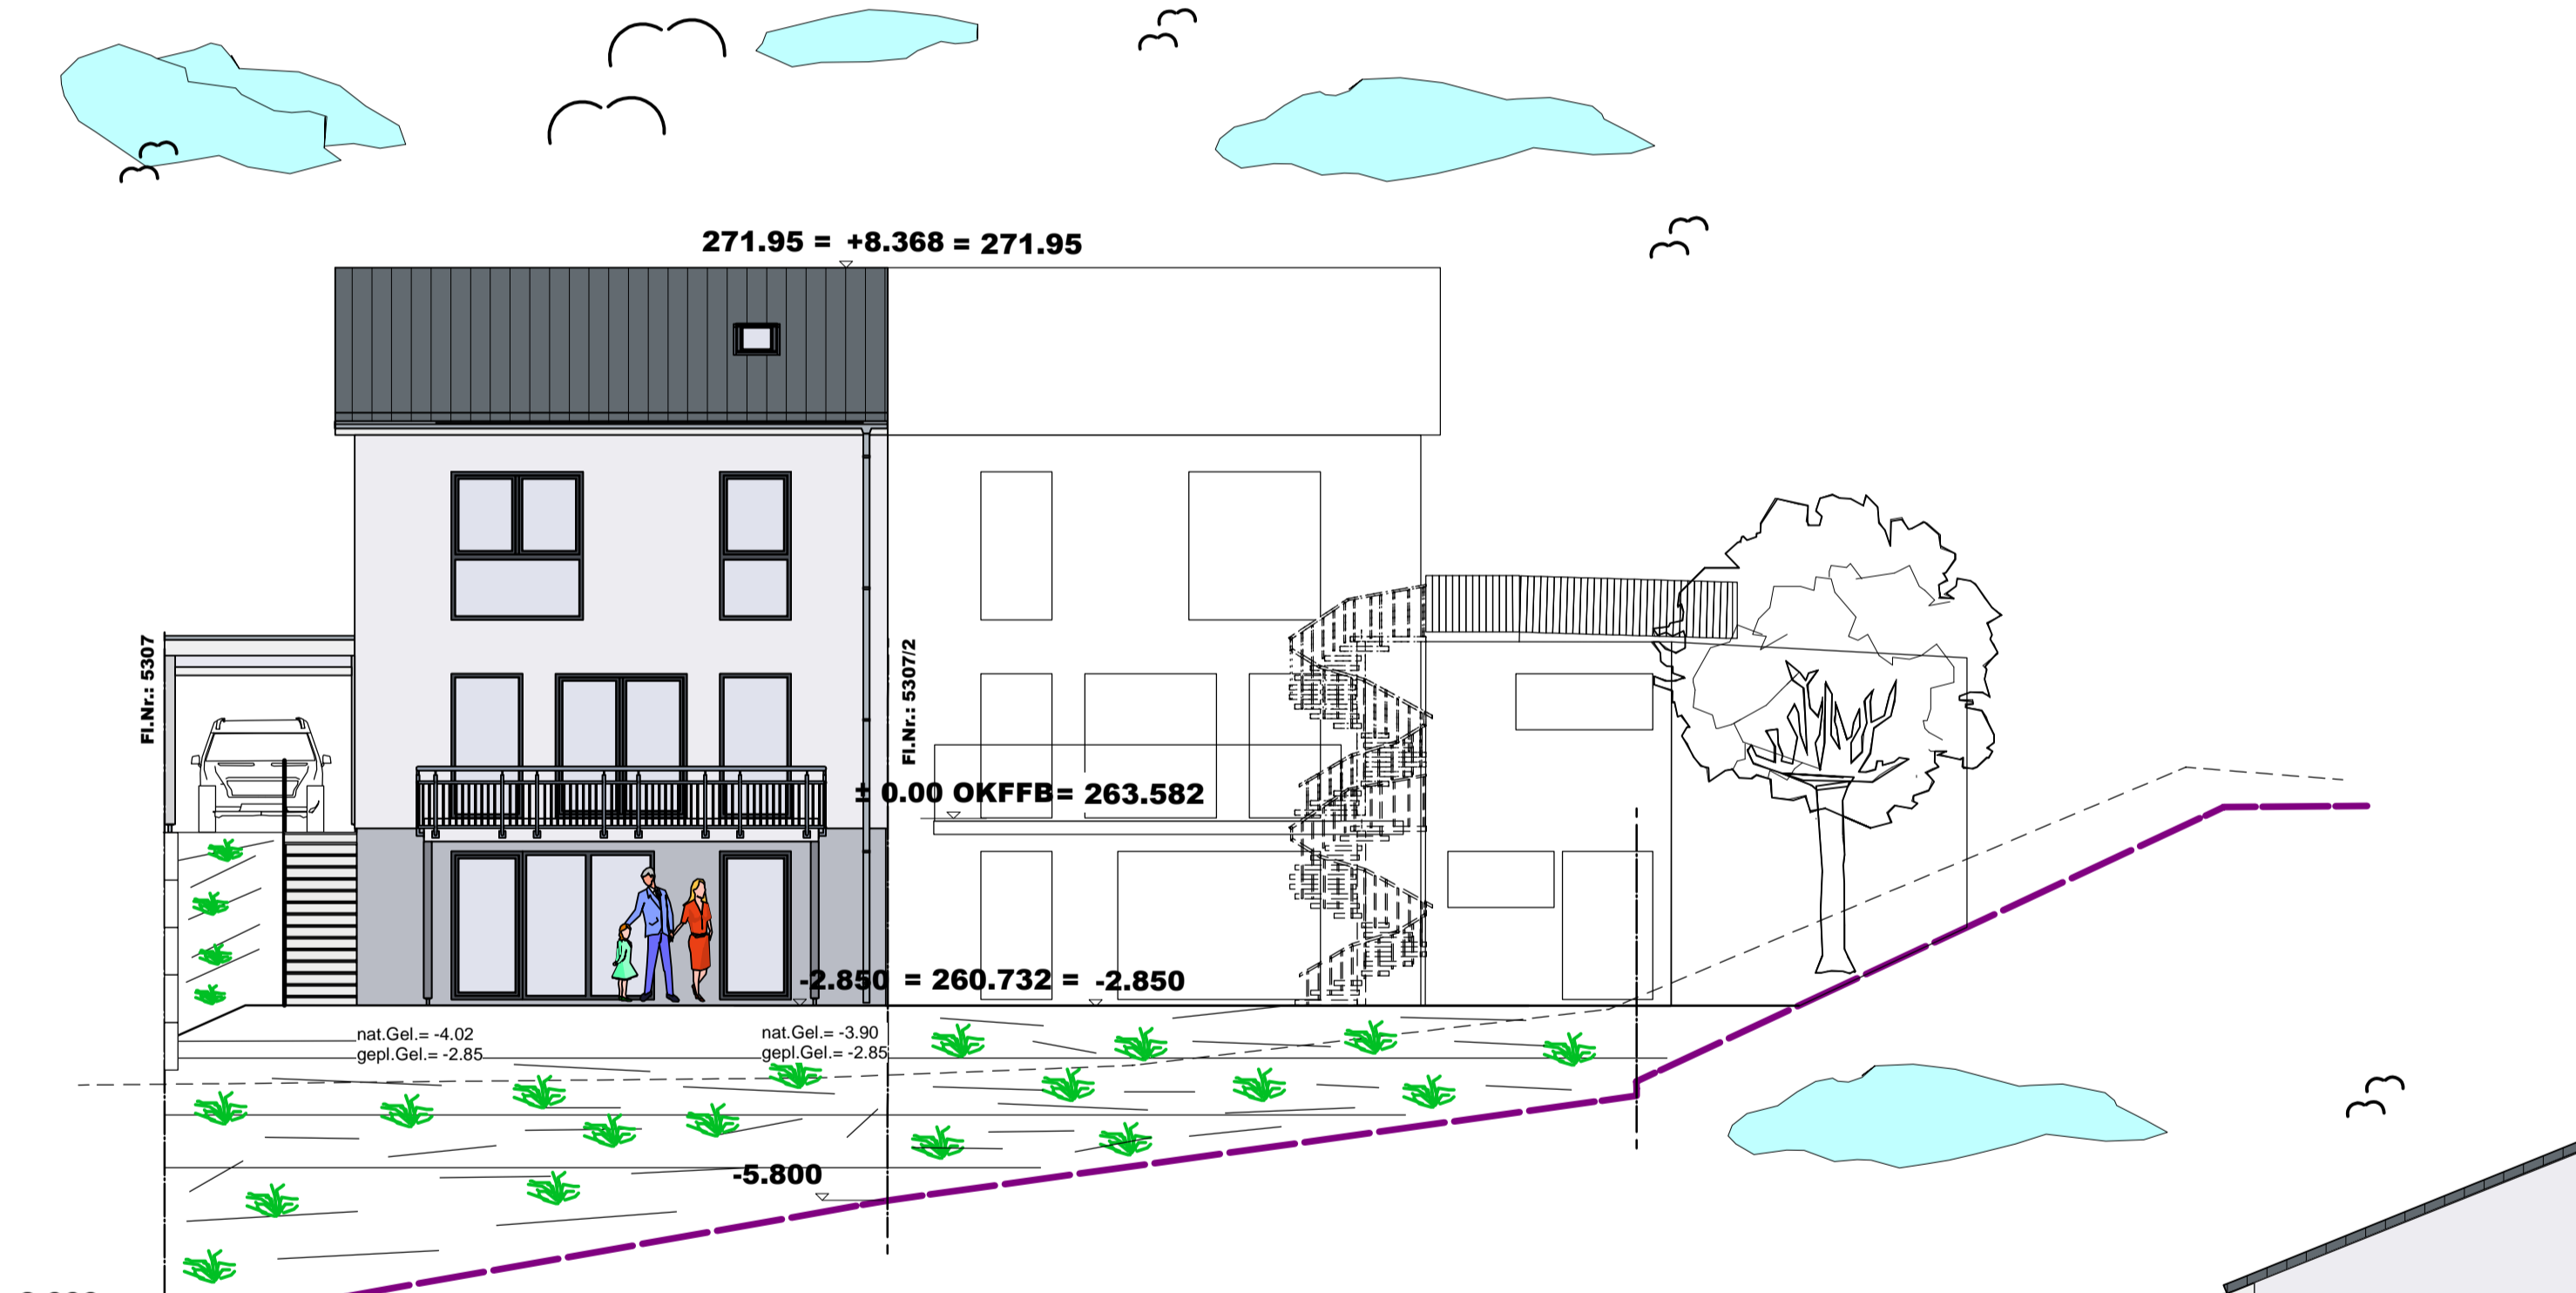 271.95 = +8.368 = 271.95
Fl.Nr.: 5307
Fl.Nr.: 5307/2
± 0.00 OKFFB= 263.582
-2.850 = 260.732 = -2.850
nat.Gel.= -4.02
gepl.Gel.= -2.85
nat.Gel.= -3.90
gepl.Gel.= -2.85
-5.800